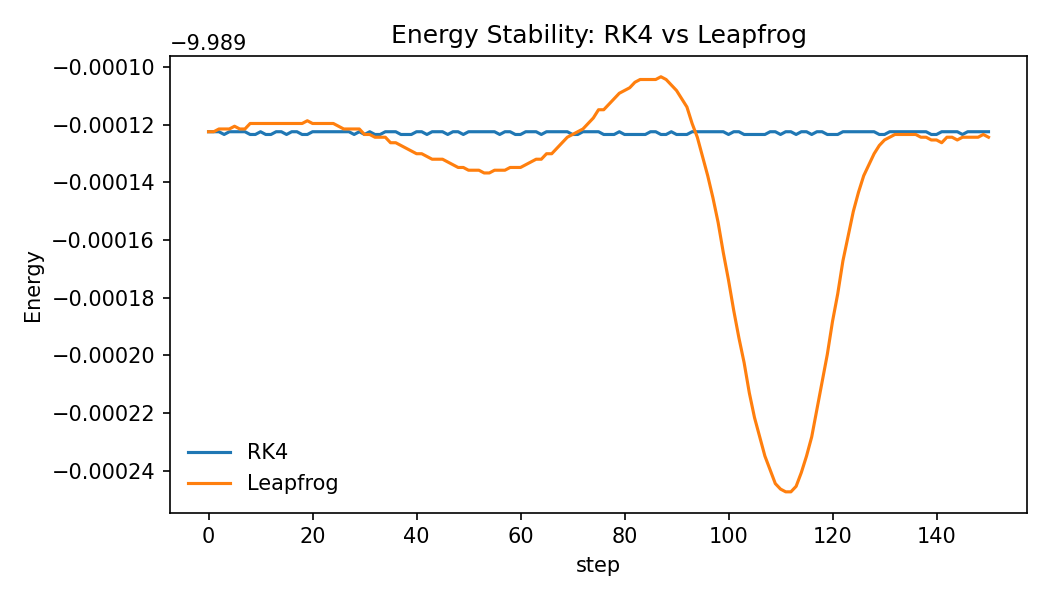 Energy Stability: RK4 vs Leapfrog
−9.989
−0.00010
−0.00012
−0.00014
−0.00016
−0.00018
−0.00020
−0.00022
−0.00024
Energy
RK4
Leapfrog
0 20 40 60 80 100 120 140
step